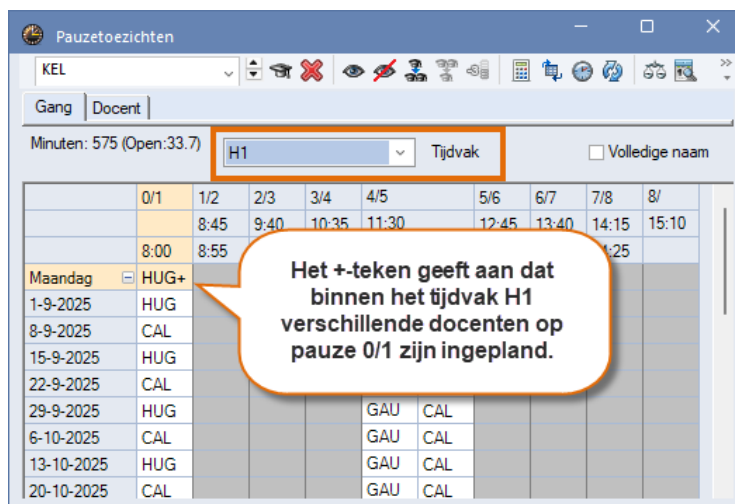 Pauzetoezichten
KEL
Gang Docent
Minuten: 575 (Open:33.7) H1 Tijdvak Volledige naam
0/1 1/2 2/3 3/4 4/5 5/6 6/7 7/8 8/
8:45 9:40 10:35 11:30 12:45 13:40 14:15 15:10
8:00 8:55 :25
Maandag HUG+
1-9-2025 HUG
8-9-2025 CAL
15-9-2025 HUG
22-9-2025 CAL
29-9-2025 HUG GAU CAL
6-10-2025 CAL GAU CAL
13-10-2025 HUG GAU CAL
20-10-2025 CAL GAU CAL
Het +-teken geeft aan dat
binnen het tijdvak H1
verschillende docenten op
pauze 0/1 zijn ingepland.